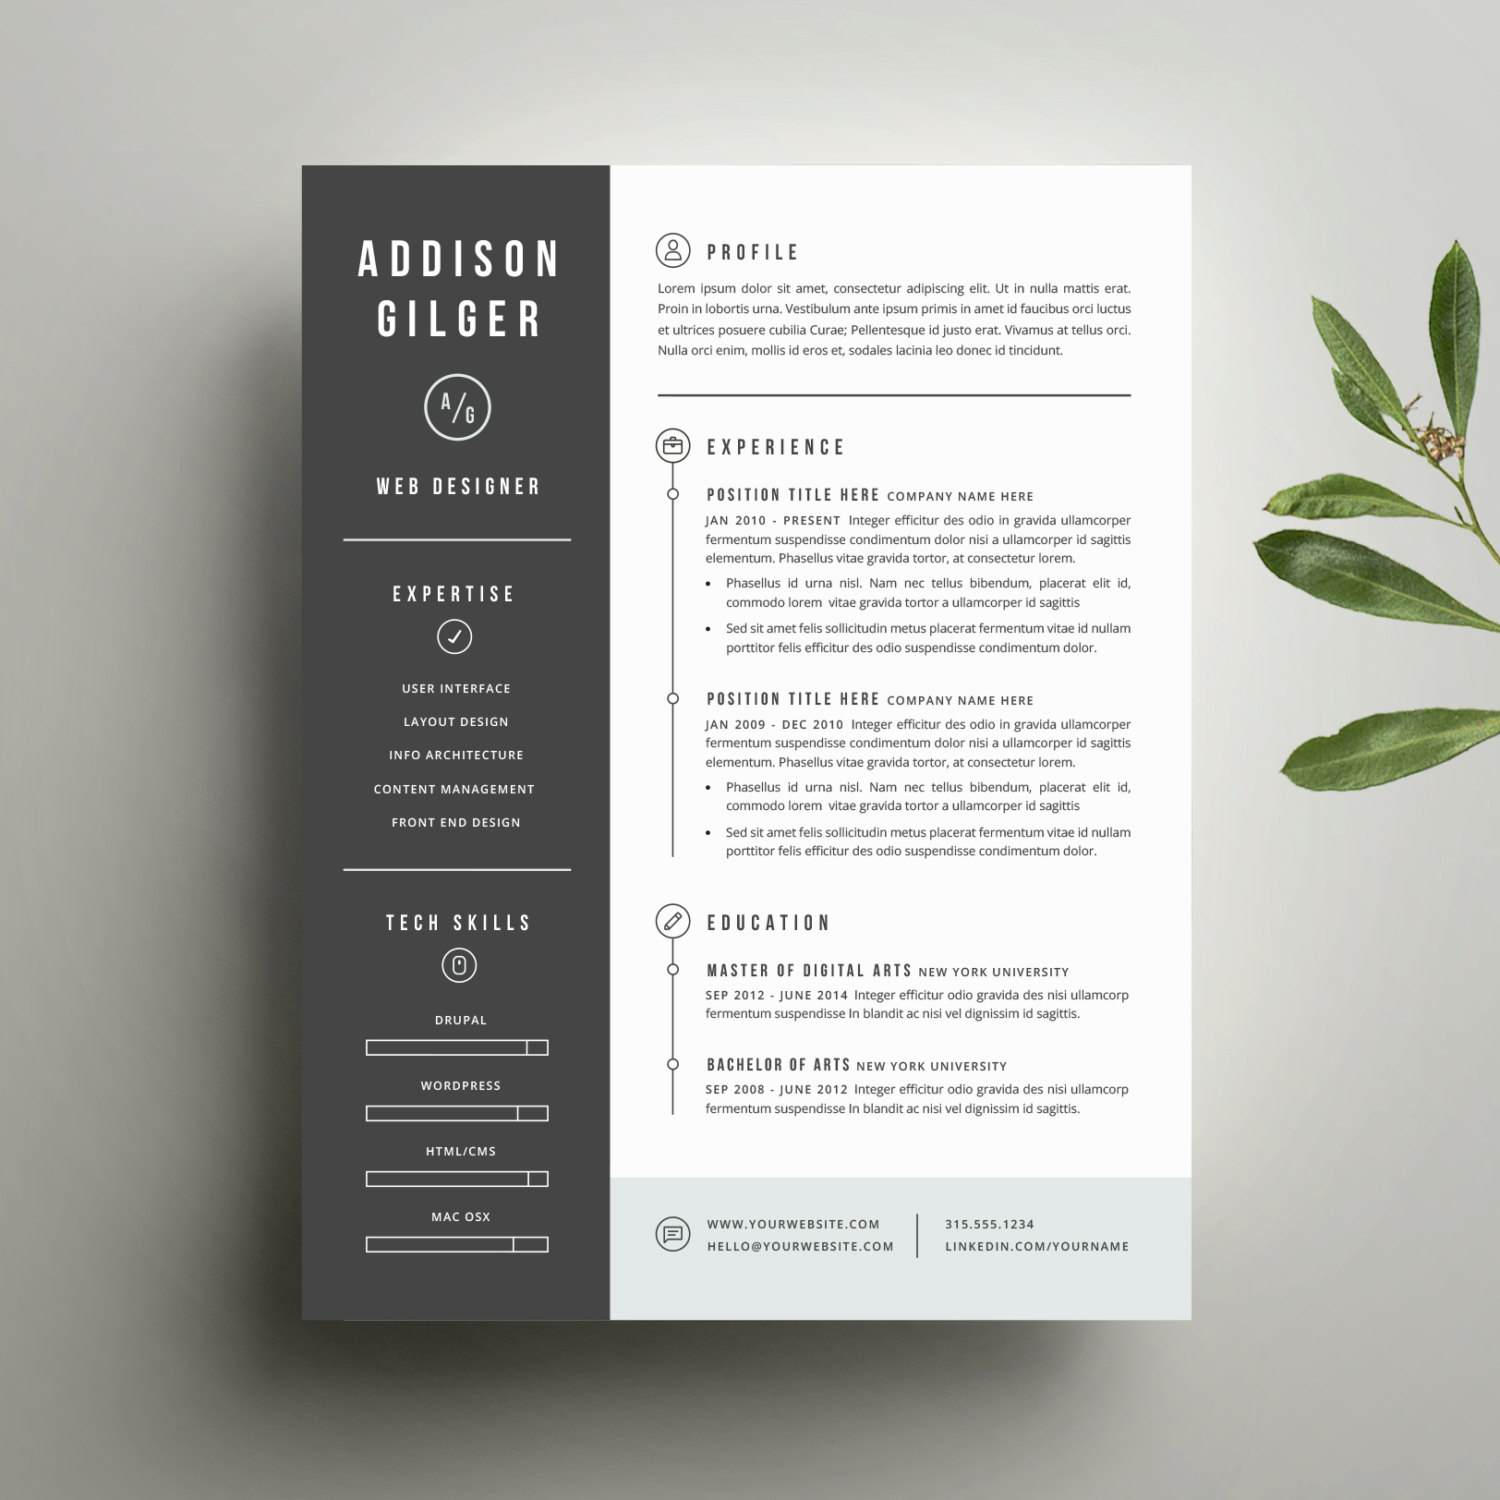 ADDISON
GILGER
A/G
WEB DESIGNER
EXPERTISE
USER INTERFACE
LAYOUT DESIGN
INFO ARCHITECTURE
CONTENT MANAGEMENT
FRONT END DESIGN
TECH SKILLS
DRUPAL
WORDPRESS
HTML/CMS
MAC OSX
PROFILE
Lorem ipsum dolor sit amet, consectetur adipiscing elit. Ut in nulla mattis erat.
Proin in lobortis urna. Vestibulum ante ipsum primis in amet id faucibus orci luctus
et ultrices posuere cubilia Curae; Pellentesque id justo erat. Vivamus at tellus orci.
Nulla orci enim, mollis id eros et, sodales lacinia leo donec id tincidunt.
EXPERIENCE
POSITION TITLE HERE COMPANY NAME HERE
JAN 2010 - PRESENT Integer efficitur des odio in gravida ullamcorper
fermentum suspendisse condimentum dolor nisi a ullamcorper id sagittis
elementum. Phasellus vitae gravida tortor, at consectetur lorem.
• Phasellus id urna nisl. Nam nec tellus bibendum, placerat elit id,
commodo lorem vitae gravida tortor a ullamcorper id sagittis
• Sed sit amet felis sollicitudin metus placerat fermentum vitae id nullam
porttitor felis efficitur des odio suspendisse condimentum dolor.
POSITION TITLE HERE COMPANY NAME HERE
JAN 2009 - DEC 2010 Integer efficitur des odio in gravida ullamcorper
fermentum suspendisse condimentum dolor nisi a ullamcorper id sagittis
elementum. Phasellus vitae gravida tortor, at consectetur lorem.
• Phasellus id urna nisl. Nam nec tellus bibendum, placerat elit id,
commodo lorem vitae gravida tortor a ullamcorper id sagittis
• Sed sit amet felis sollicitudin metus placerat fermentum vitae id nullam
porttitor felis efficitur des odio suspendisse condimentum dolor.
EDUCATION
MASTER OF DIGITAL ARTS NEW YORK UNIVERSITY
SEP 2012 - JUNE 2014 Integer efficitur odio gravida des nisi ullamcorp
fermentum suspendisse In blandit ac nisi vel dignissim id sagittis.
BACHELOR OF ARTS NEW YORK UNIVERSITY
SEP 2008 - JUNE 2012 Integer efficitur odio gravida des nisi ullamcorp
fermentum suspendisse In blandit ac nisi vel dignissim id sagittis.
WWW.YOURWEBSITE.COM
HELLO@YOURWEBSITE.COM
315.555.1234
LINKEDIN.COM/YOURNAME